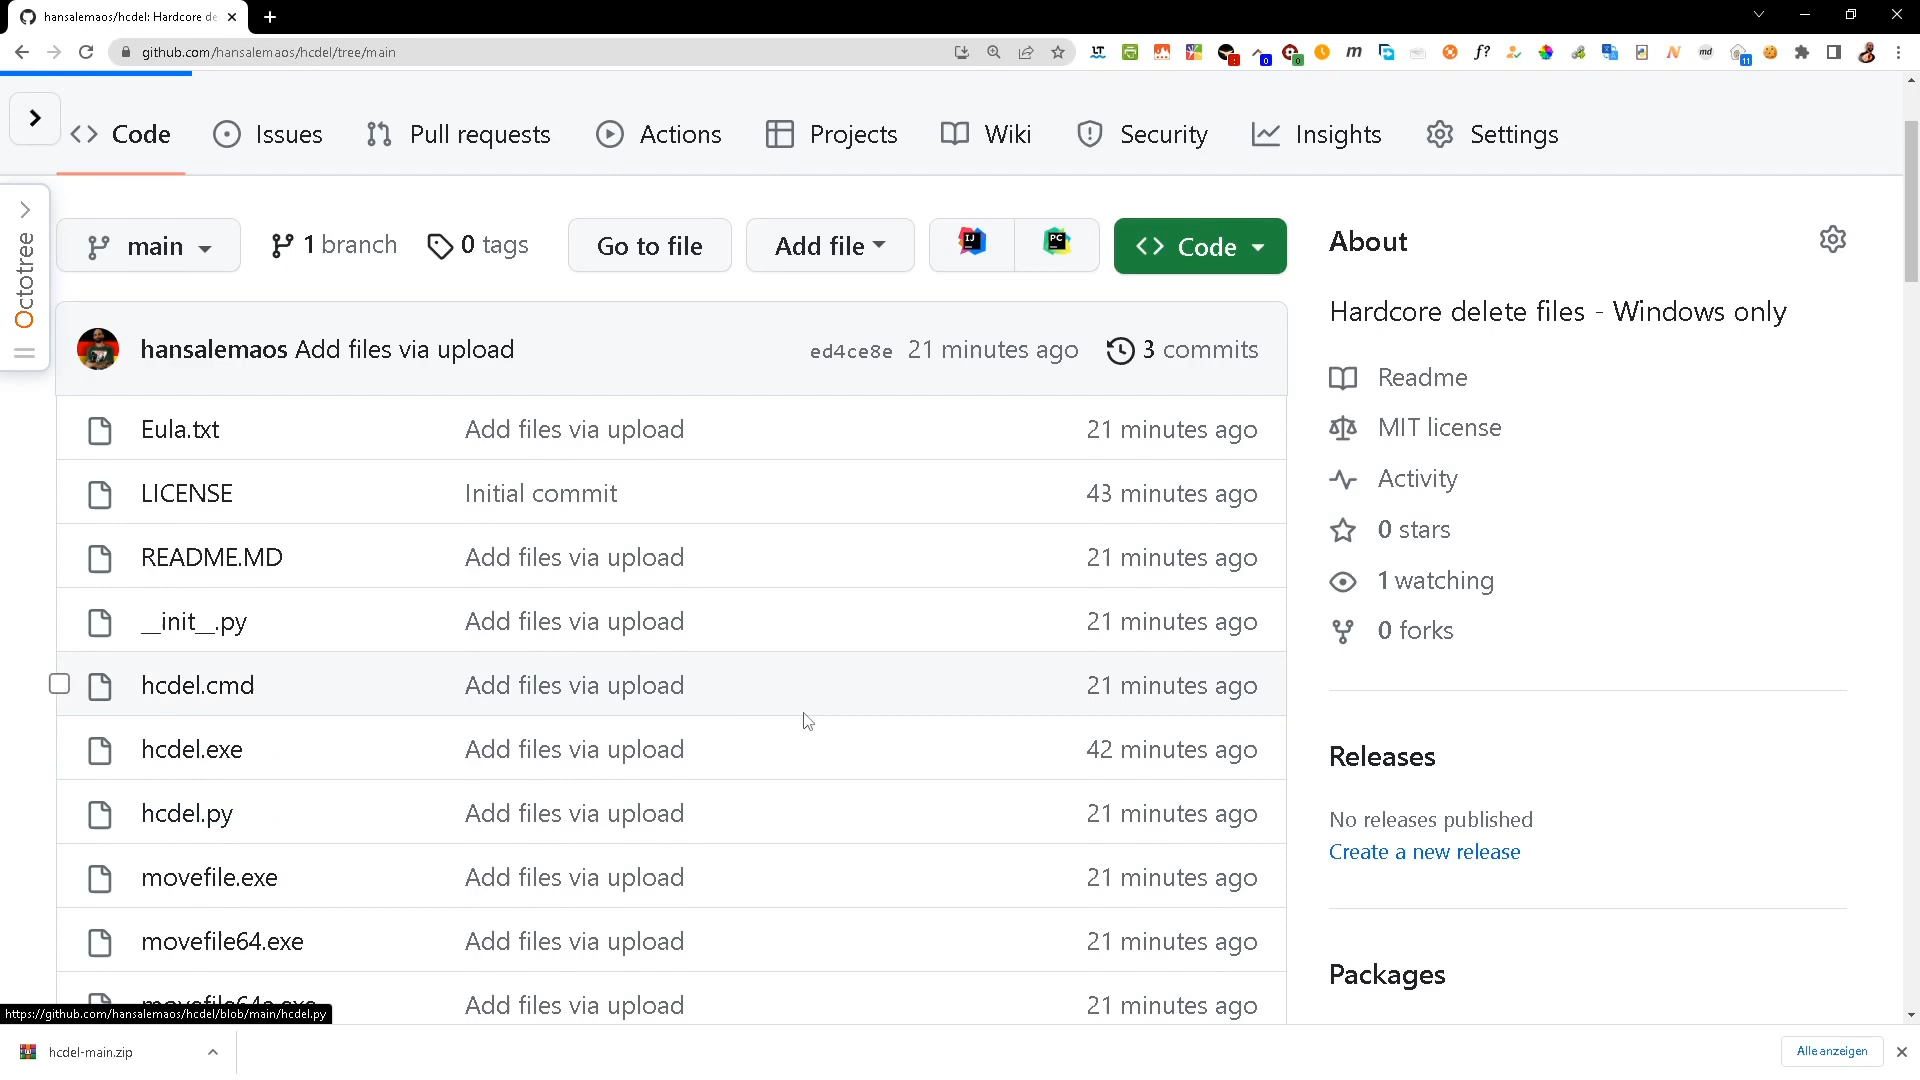 hansalemaos/hcdel: Hardcore de
github.com/hansalemaos/hcdel/tree/main
Code
Issues
Pull requests
Actions
Projects
Wiki
Security
Insights
Settings
Octotree
main
1 branch
0 tags
Go to file
Add file
Code
About
Hardcore delete files - Windows only
hansalemaos Add files via upload ed4ce8e 21 minutes ago 3 commits
Readme
MIT license
Activity
0 stars
1 watching
0 forks
Eula.txt Add files via upload 21 minutes ago
LICENSE Initial commit 43 minutes ago
README.MD Add files via upload 21 minutes ago
__init__.py Add files via upload 21 minutes ago
hcdel.cmd Add files via upload 21 minutes ago
hcdel.exe Add files via upload 42 minutes ago
hcdel.py Add files via upload 21 minutes ago
movefile.exe Add files via upload 21 minutes ago
movefile64.exe Add files via upload 21 minutes ago
Add files via upload 21 minutes ago
Releases
No releases published
Create a new release
Packages
https://github.com/hansalemaos/hcdel/blob/main/hcdel.py
hcdel-main.zip
Alle anzeigen